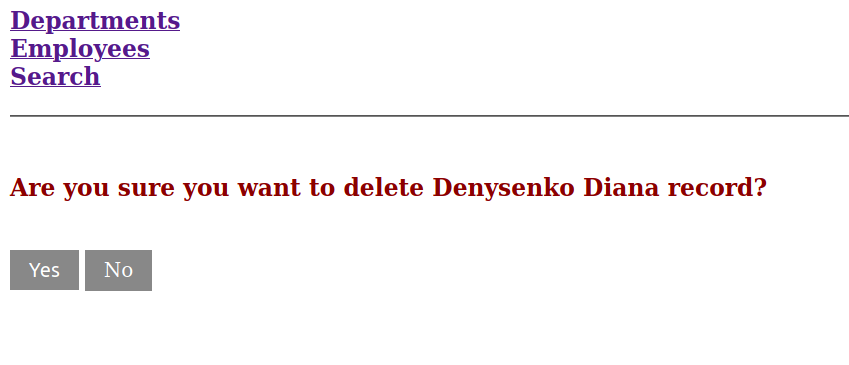 Departments
Employees
Search
Are you sure you want to delete Denysenko Diana record?
Yes No